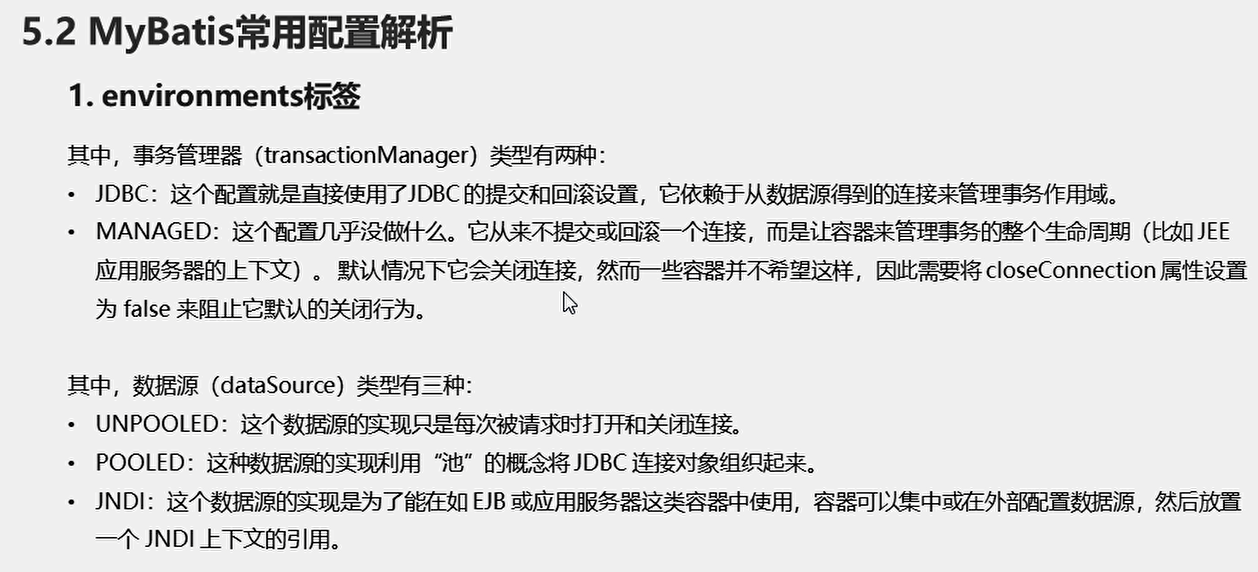 5.2 MyBatis常用配置解析
1. environments标签
其中，事务管理器（transactionManager）类型有两种：
• JDBC：这个配置就是直接使用了JDBC 的提交和回滚设置，它依赖于从数据源得到的连接来管理事务作用域。
• MANAGED：这个配置几乎没做什么。它从来不提交或回滚一个连接，而是让容器来管理事务的整个生命周期（比如 JEE
应用服务器的上下文）。 默认情况下它会关闭连接，然而一些容器并不希望这样，因此需要将 closeConnection 属性设置
为 false 来阻止它默认的关闭行为。
其中，数据源（dataSource）类型有三种：
• UNPOOLED：这个数据源的实现只是每次被请求时打开和关闭连接。
• POOLED：这种数据源的实现利用“池”的概念将 JDBC 连接对象组织起来。
• JNDI：这个数据源的实现是为了能在如 EJB 或应用服务器这类容器中使用，容器可以集中或在外部配置数据源，然后放置
一个 JNDI 上下文的引用。